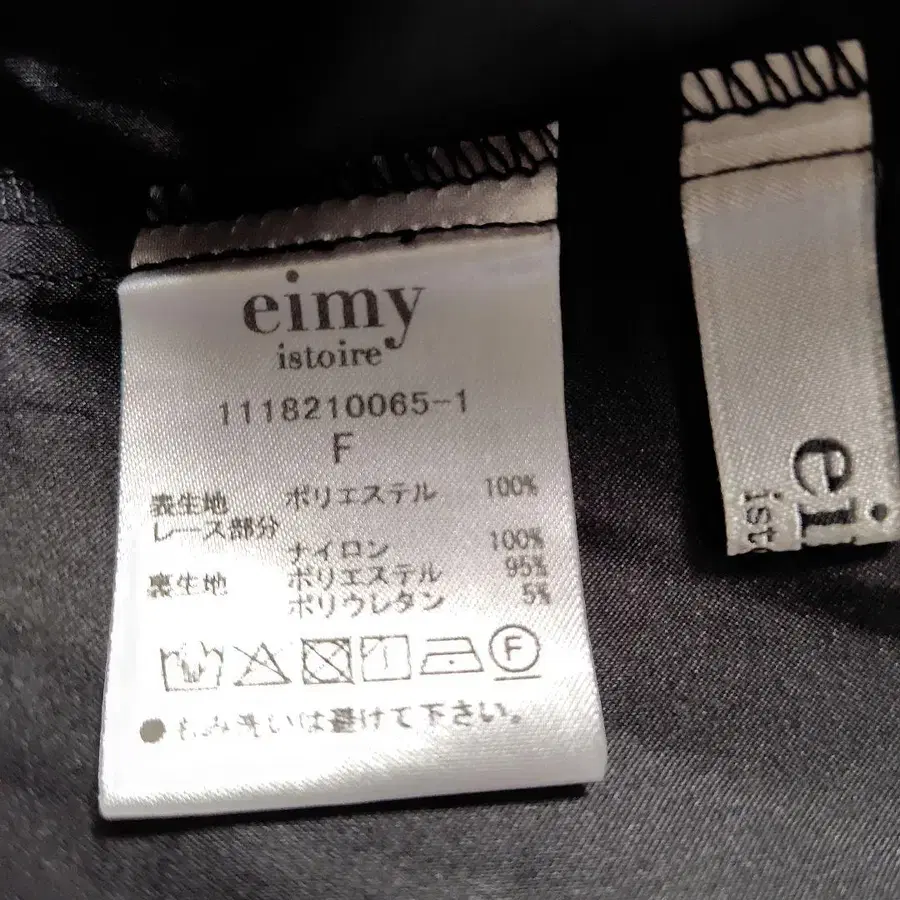 eimy
istoire
1118210065-1
F
表生地 ポリエステル 100%
レース部分
ナイロン 100%
裏生地 ポリエステル 95%
ポリウレタン 5%
F
●もみ洗いは避けて下さい。
ei
ist